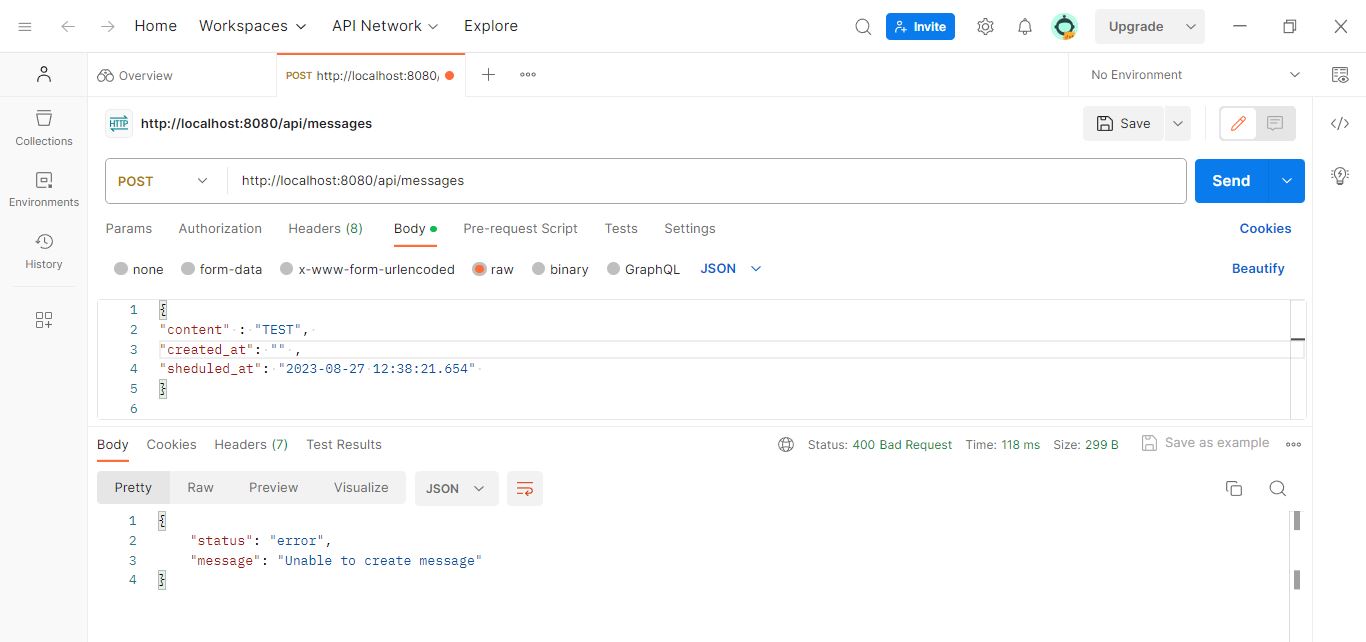 Home Workspaces API Network Explore Invite Upgrade
Overview POST http://localhost:8080, No Environment
Collections
Environments
History
HTTP http://localhost:8080/api/messages Save
POST http://localhost:8080/api/messages Send
Params Authorization Headers (8) Body Pre-request Script Tests Settings Cookies
none form-data x-www-form-urlencoded raw binary GraphQL JSON Beautify
1 {
2 "content" : "TEST",
3 "created_at": "" ,
4 "sheduled_at": "2023-08-27 12:38:21.654"
5 }
6
Body Cookies Headers (7) Test Results Status: 400 Bad Request Time: 118 ms Size: 299 B Save as example
Pretty Raw Preview Visualize JSON
1 {
2 "status": "error",
3 "message": "Unable to create message"
4 }